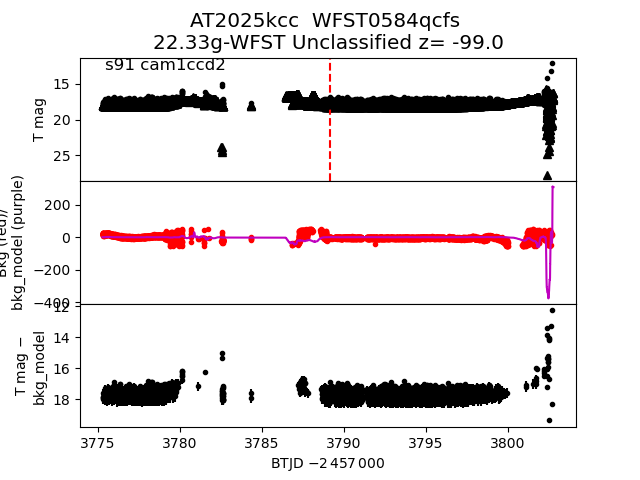 AT2025kcc  WFST0584qcfs
22.33g-WFST Unclassified z= -99.0
s91 cam1ccd2
15
20
25
T mag
200
0
−200
−400
Bkg (red)/
bkg_model (purple)
12
14
16
18
T mag −
bkg_model
3775 3780 3785 3790 3795 3800
BTJD −2 457 000